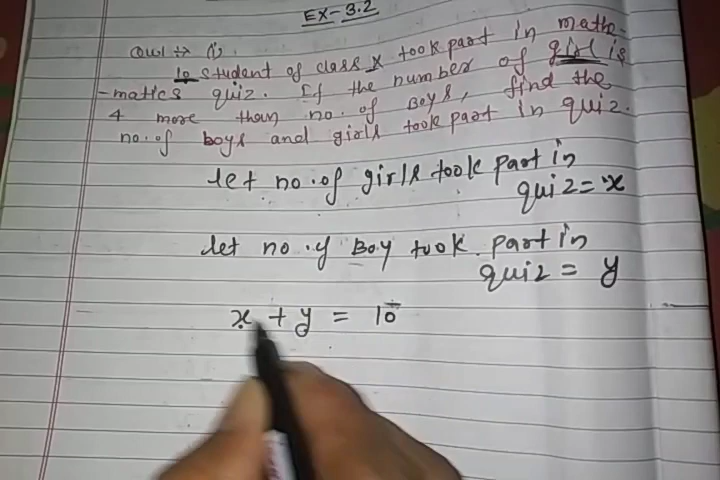 EX-3.2
Qu1 → (i).
10 student of class X took part in mathe-
-matics quiz. If the number of girl is
4 more than no. of Boys, find the
no. of boys and girls took part in quiz.
let no. of girls took part in
quiz = x
let no. of Boy took part in
quiz = y
x + y = 10